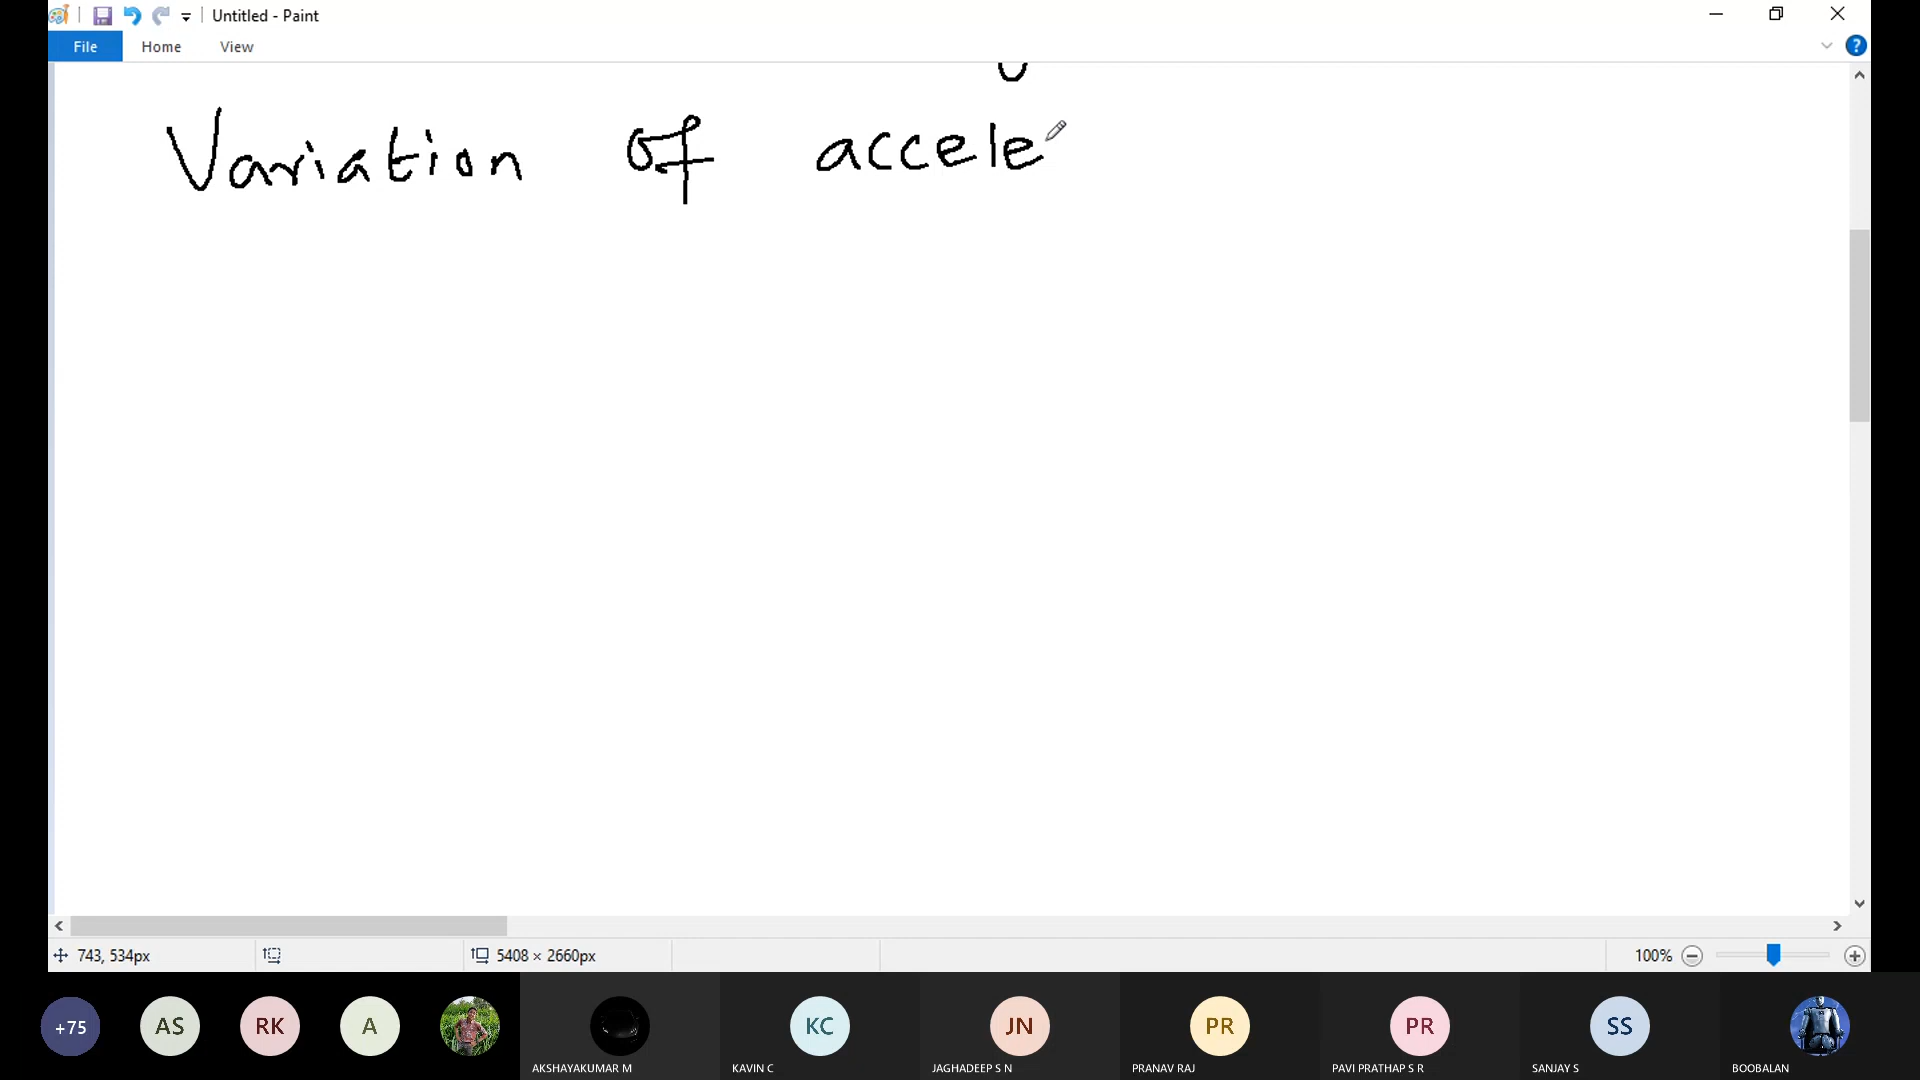 Untitled - Paint
File Home View
Variation of accele
743, 534px 5408 × 2660px 100%
+75 AS RK A KC JN PR PR SS
AKSHAYAKUMAR M KAVIN C JAGHADEEP S N PRANAV RAJ PAVI PRATHAP S R SANJAY S BOOBALAN